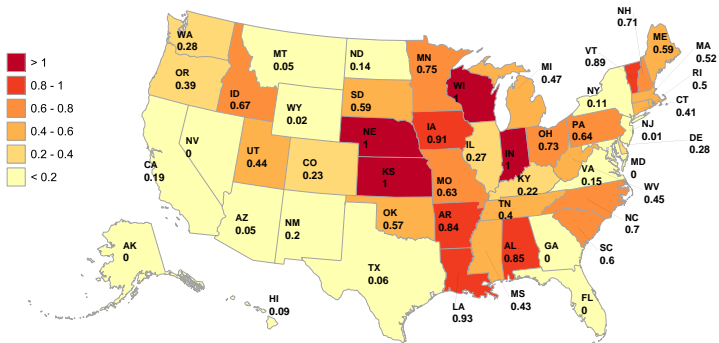 > 1
0.8 - 1
0.6 - 0.8
0.4 - 0.6
0.2 - 0.4
< 0.2
WA
0.28
OR
0.39
CA
0.19
NV
0
ID
0.67
MT
0.05
WY
0.02
UT
0.44
CO
0.23
AZ
0.05
NM
0.2
ND
0.14
SD
0.59
NE
1
KS
1
OK
0.57
TX
0.06
MN
0.75
IA
0.91
MO
0.63
AR
0.84
LA
0.93
WI
1
IL
0.27
MI
0.47
IN
1
OH
0.73
KY
0.22
TN
0.4
MS
0.43
AL
0.85
GA
0
FL
0
SC
0.6
NC
0.7
VA
0.15
WV
0.45
MD
0
DE
0.28
PA
0.64
NJ
0.01
NY
0.11
CT
0.41
RI
0.5
MA
0.52
VT
0.89
NH
0.71
ME
0.59
AK
0
HI
0.09